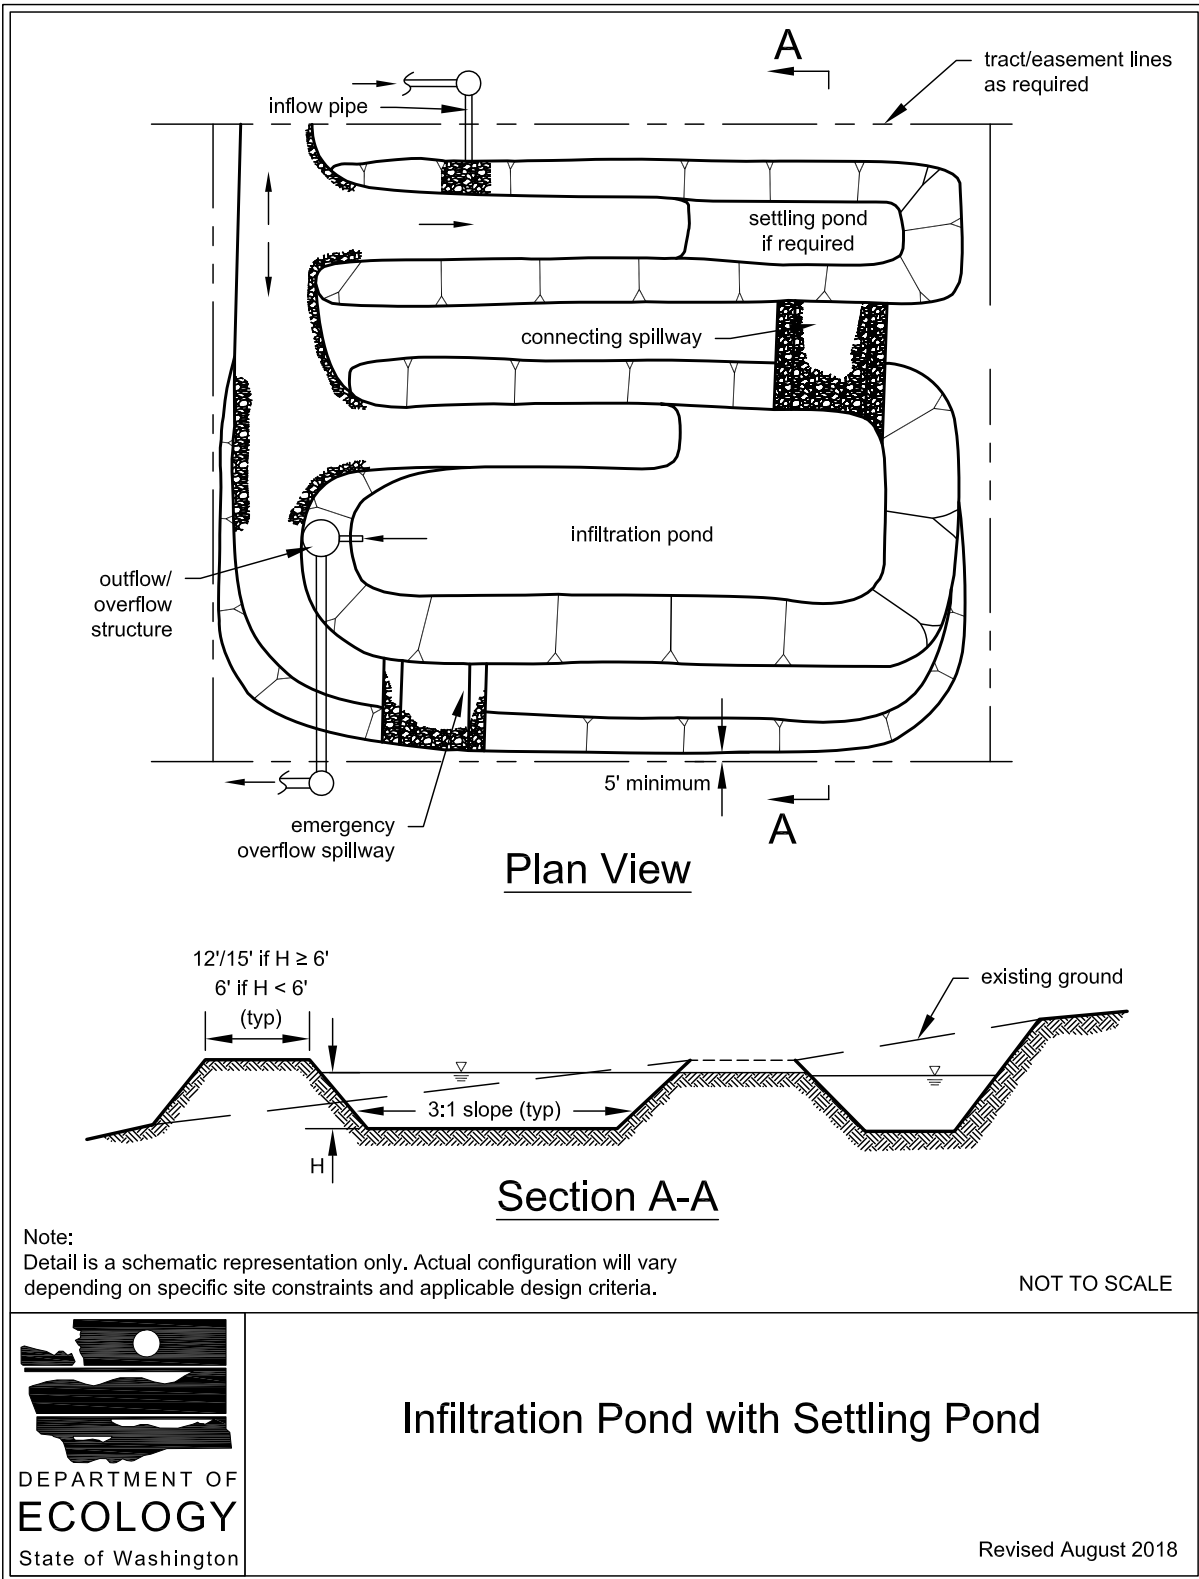 A
tract/easement lines
as required
inflow pipe
settling pond
if required
connecting spillway
infiltration pond
outflow/
overflow
structure
5' minimum
A
emergency
overflow spillway
Plan View
12'/15' if H ≥ 6'
6' if H < 6'
(typ)
existing ground
3:1 slope (typ)
H
Section A-A
Note:
Detail is a schematic representation only. Actual configuration will vary
depending on specific site constraints and applicable design criteria.
NOT TO SCALE
DEPARTMENT OF
ECOLOGY
State of Washington
Infiltration Pond with Settling Pond
Revised August 2018